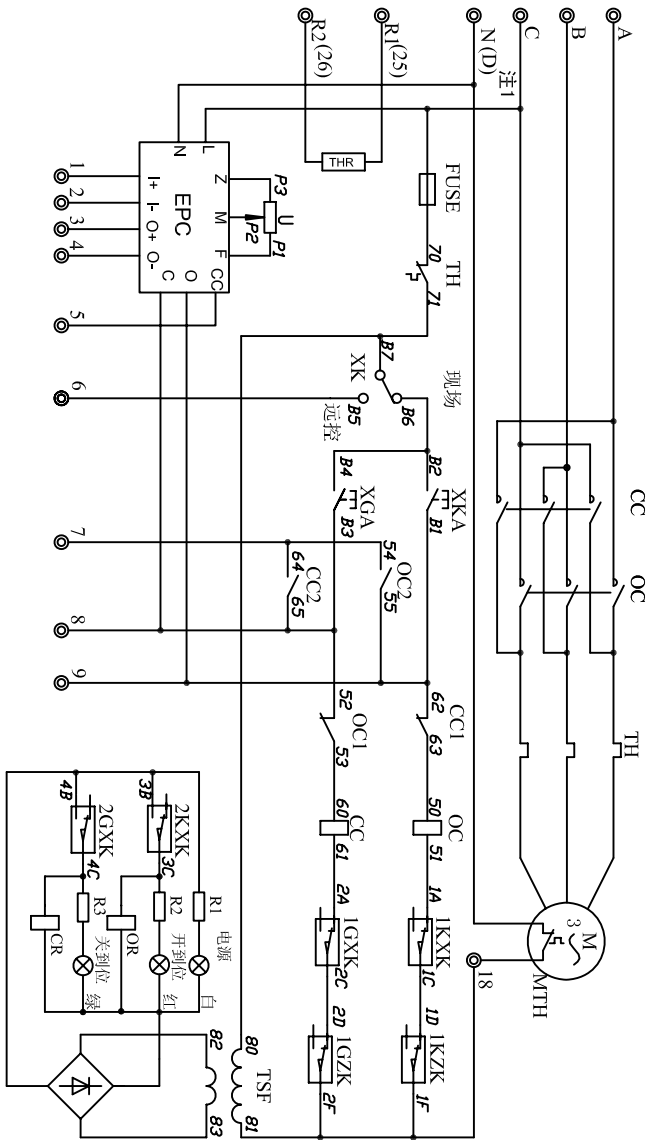 A
B
C
N (D)
注1
R1 (25)
R2 (26)
THR
FUSE
70
TH
71
CC
OC
TH
M
3
MTH
18
L
N
Z
M
F
CC
EPC
I+
I-
O+
O-
C
O
P3
P2
P1
U
1
2
3
4
5
6
7
8
9
XK
B7
B6
B5
现场
远控
B2
XKA
B1
B4
XGA
B3
54
OC2
55
64
CC2
65
62
CC1
63
50
OC
51
1A
1KXK
1C
1D
1KZK
1F
52
OC1
53
60
CC
61
2A
1GXK
2C
2D
1GZK
2F
80
TSF
81
82
83
R1
电源
白
3B
2KXK
3C
R2
开到位
红
OR
4B
2GXK
4C
R3
关到位
绿
CR